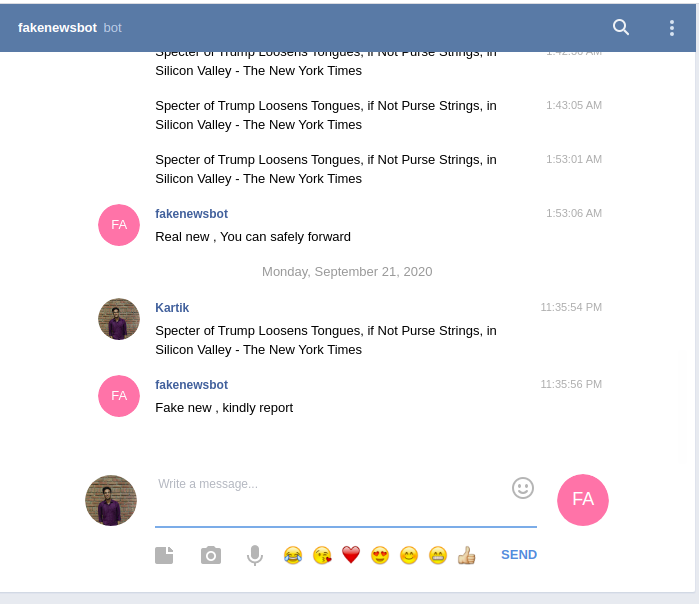 fakenewsbot bot
Specter of Trump Loosens Tongues, if Not Purse Strings, in
Silicon Valley - The New York Times
Specter of Trump Loosens Tongues, if Not Purse Strings, in 1:43:05 AM
Silicon Valley - The New York Times
Specter of Trump Loosens Tongues, if Not Purse Strings, in 1:53:01 AM
Silicon Valley - The New York Times
FA fakenewsbot 1:53:06 AM
Real new , You can safely forward
Monday, September 21, 2020
Kartik 11:35:54 PM
Specter of Trump Loosens Tongues, if Not Purse Strings, in
Silicon Valley - The New York Times
FA fakenewsbot 11:35:56 PM
Fake new , kindly report
Write a message...
FA
SEND